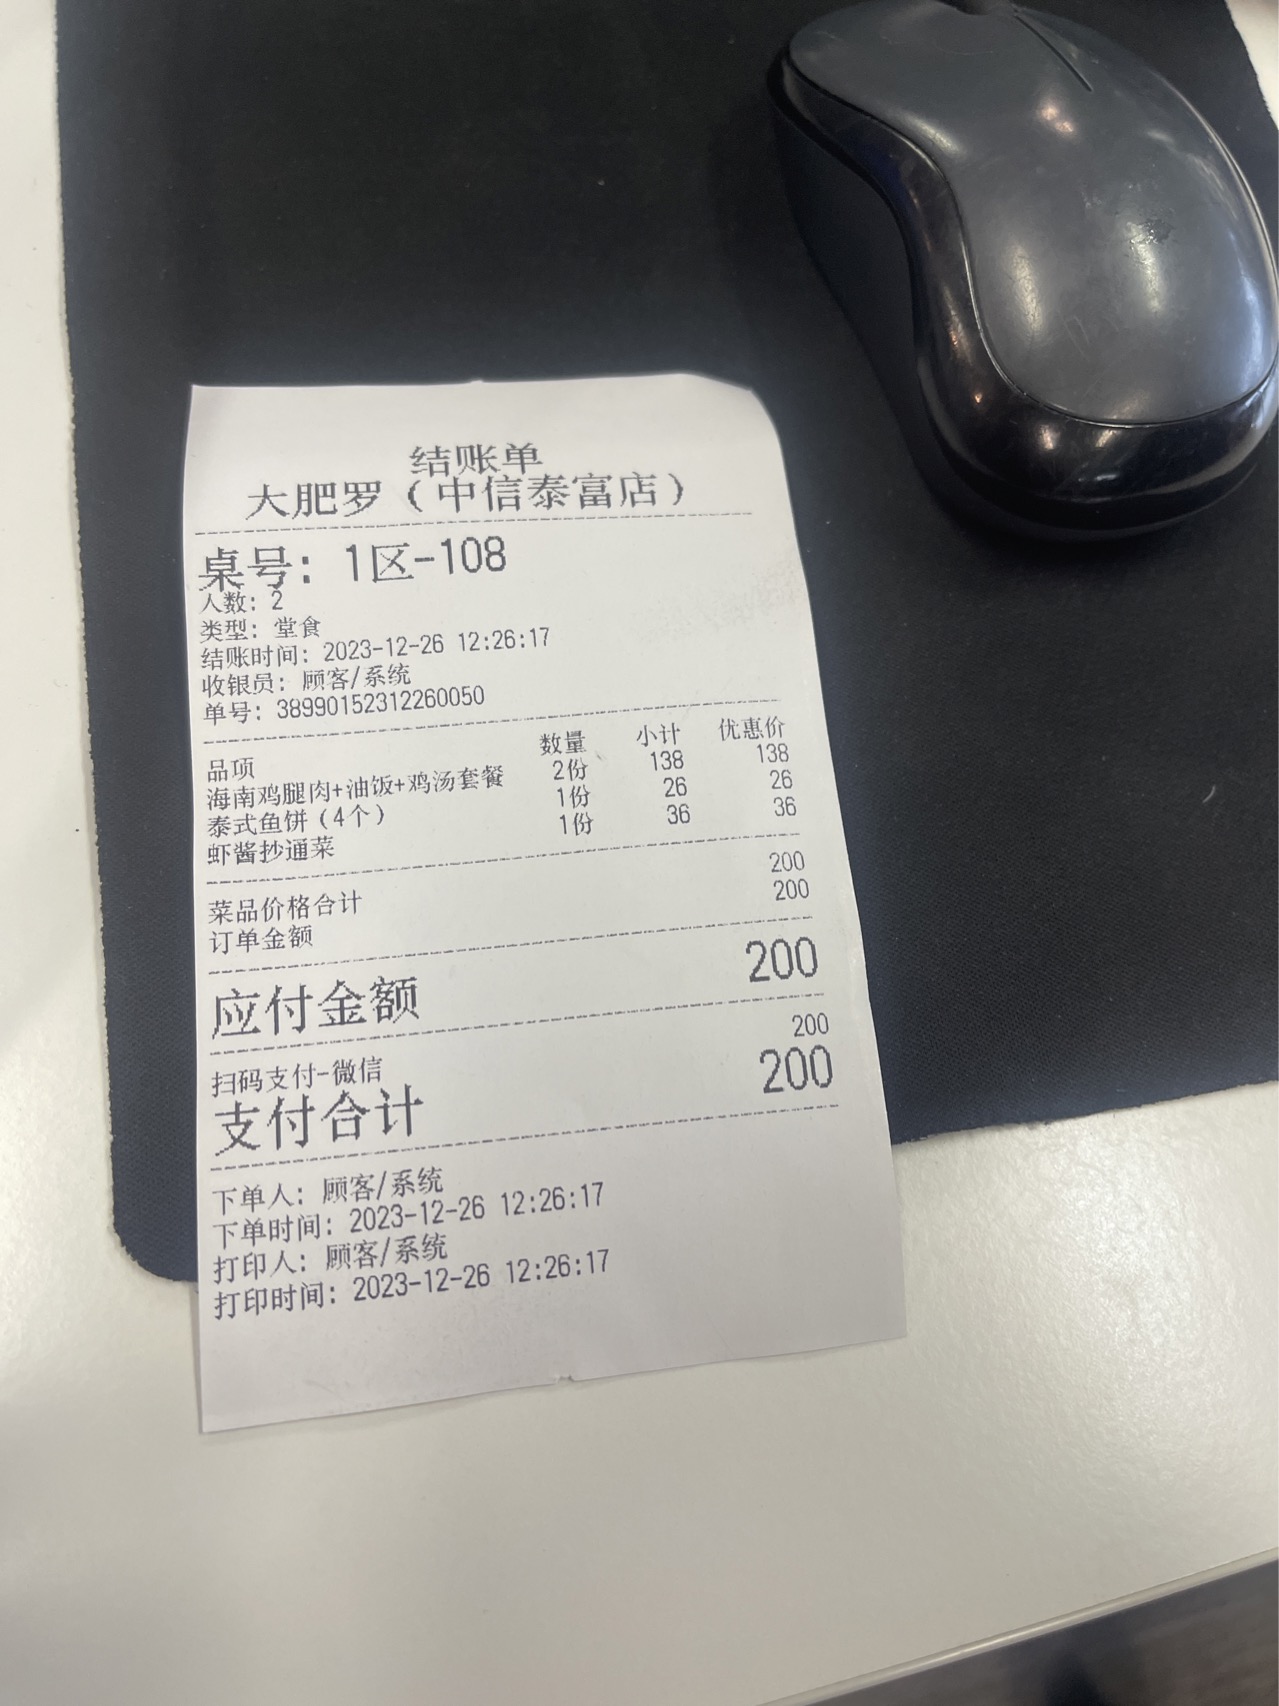 结账单
大肥罗（中信泰富店）
桌号: 1区-108
人数: 2
类型: 堂食
结账时间: 2023-12-26 12:26:17
收银员: 顾客/系统
单号: 38990152312260050
品项 数量 小计 优惠价
海南鸡腿肉+油饭+鸡汤套餐 2份 138 138
泰式鱼饼（4个） 1份 26 26
虾酱抄通菜 1份 36 36
菜品价格合计 200
订单金额 200
应付金额 200
扫码支付-微信 200
支付合计 200
下单人: 顾客/系统
下单时间: 2023-12-26 12:26:17
打印人: 顾客/系统
打印时间: 2023-12-26 12:26:17